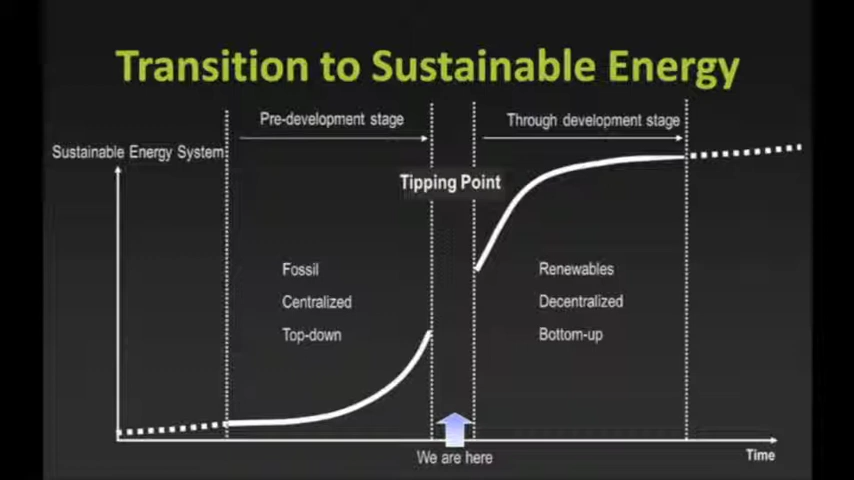 Transition to Sustainable Energy
Pre-development stage
Through development stage
Sustainable Energy System
Tipping Point
Fossil
Renewables
Centralized
Decentralized
Top-down
Bottom-up
We are here
Time